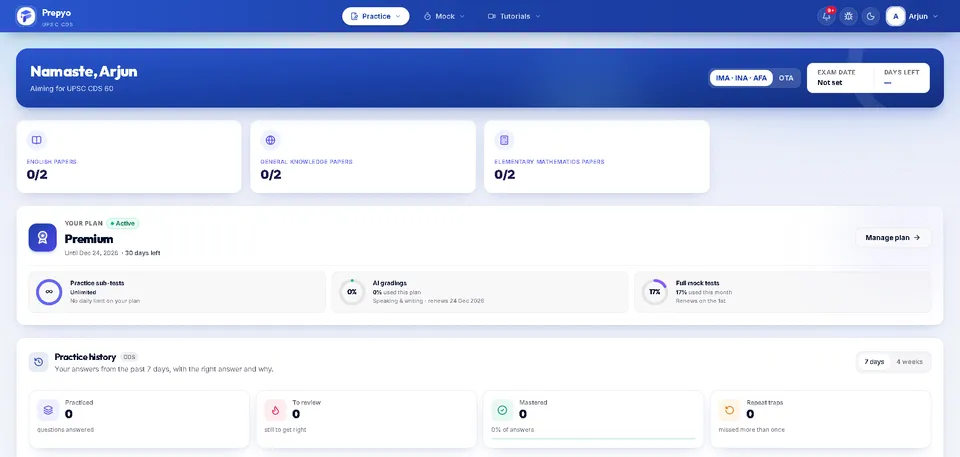 Prepyo
UPSC CDS
Practice
Mock
Tutorials
9+
A
Arjun
Namaste, Arjun
Aiming for UPSC CDS 60
IMA · INA · AFA
OTA
EXAM DATE
Not set
DAYS LEFT
—
ENGLISH PAPERS
0/2
GENERAL KNOWLEDGE PAPERS
0/2
ELEMENTARY MATHEMATICS PAPERS
0/2
YOUR PLAN
Active
Premium
Until Dec 24, 2026 · 30 days left
Manage plan →
∞
Practice sub-tests
Unlimited
No daily limit on your plan
0%
AI gradings
0% used this plan
Speaking & writing · renews 24 Dec 2026
17%
Full mock tests
17% used this month
Renews on the 1st.
Practice history
CDS
Your answers from the past 7 days, with the right answer and why.
7 days
4 weeks
Practiced
0
questions answered
To review
0
still to get right
Mastered
0
0% of answers
Repeat traps
0
missed more than once